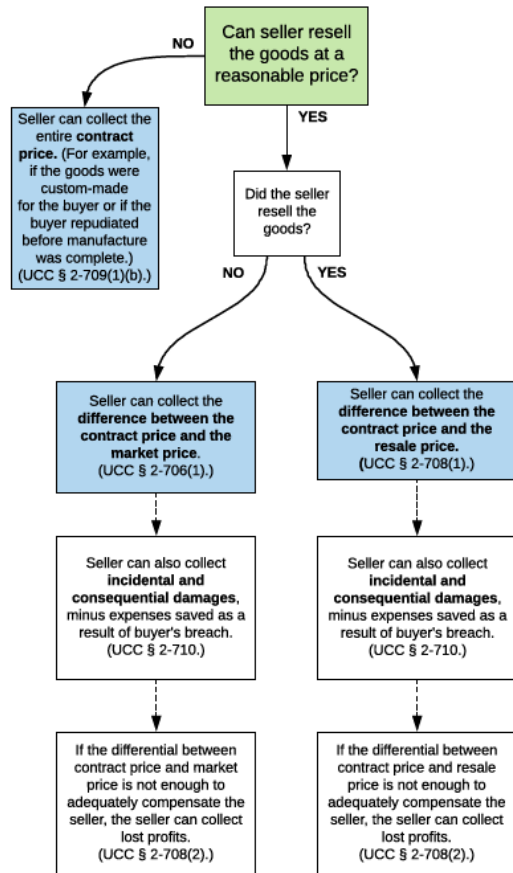 Can seller resell
the goods at a
reasonable price?
NO
YES
Seller can collect the
entire contract
price. (For example,
if the goods were
custom-made
for the buyer or if the
buyer repudiated
before manufacture
was complete.)
(UCC § 2-709(1)(b).)
Did the seller
resell the
goods?
NO
YES
Seller can collect the
difference between the
contract price and the
market price.
(UCC § 2-706(1).)
Seller can collect the
difference between the
contract price and the
resale price.
(UCC § 2-708(1).)
Seller can also collect
incidental and
consequential damages,
minus expenses saved as a
result of buyer's breach.
(UCC § 2-710.)
Seller can also collect
incidental and
consequential damages,
minus expenses saved as a
result of buyer's breach.
(UCC § 2-710.)
If the differential between
contract price and market
price is not enough to
adequately compensate the
seller, the seller can collect
lost profits.
(UCC § 2-708(2).)
If the differential between
contract price and resale
price is not enough to
adequately compensate the
seller, the seller can collect
lost profits.
(UCC § 2-708(2).)